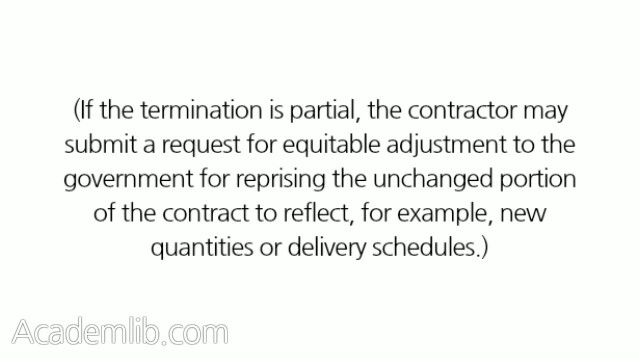 (If the termination is partial, the contractor may
submit a request for equitable adjustment to the
government for reprising the unchanged portion
of the contract to reflect, for example, new
quantities or delivery schedules.)
Academlib.com